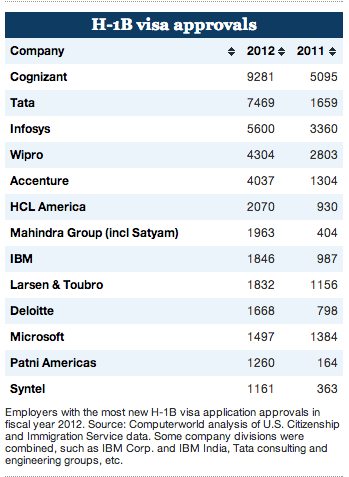 H-1B visa approvals
Company 2012 2011
Cognizant 9281 5095
Tata 7469 1659
Infosys 5600 3360
Wipro 4304 2803
Accenture 4037 1304
HCL America 2070 930
Mahindra Group (incl Satyam) 1963 404
IBM 1846 987
Larsen & Toubro 1832 1156
Deloitte 1668 798
Microsoft 1497 1384
Patni Americas 1260 164
Syntel 1161 363
Employers with the most new H-1B visa application approvals in
fiscal year 2012. Source: Computerworld analysis of U.S. Citizenship
and Immigration Service data. Some company divisions were
combined, such as IBM Corp. and IBM India, Tata consulting and
engineering groups, etc.